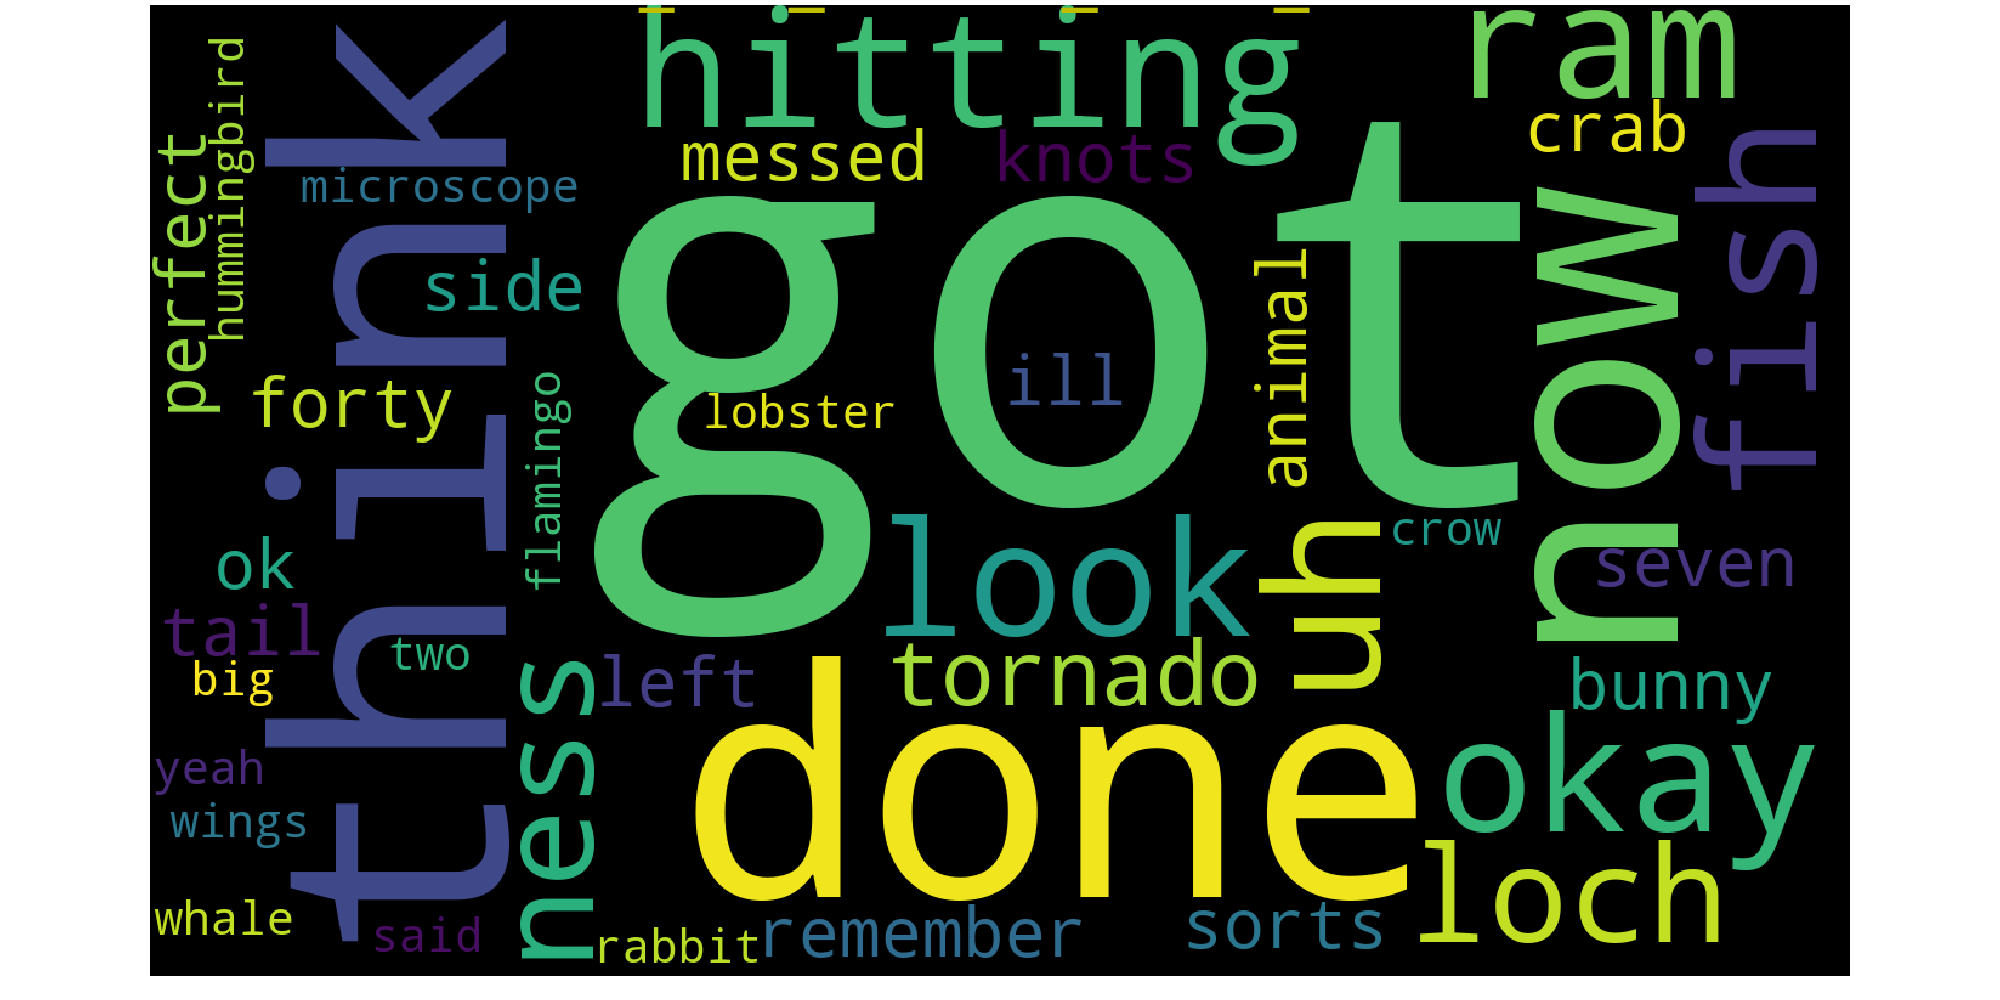 hitting
ram
think
perfect
hummingbird
microscope
messed
knots
crab
got
now
fish
side
animal
ill
forty
lobster
flamingo
ok
look
uh
crow
seven
tail
two
big
ness
left
tornado
bunny
done
okay
yeah
wings
loch
whale
said
rabbit
remember
sorts